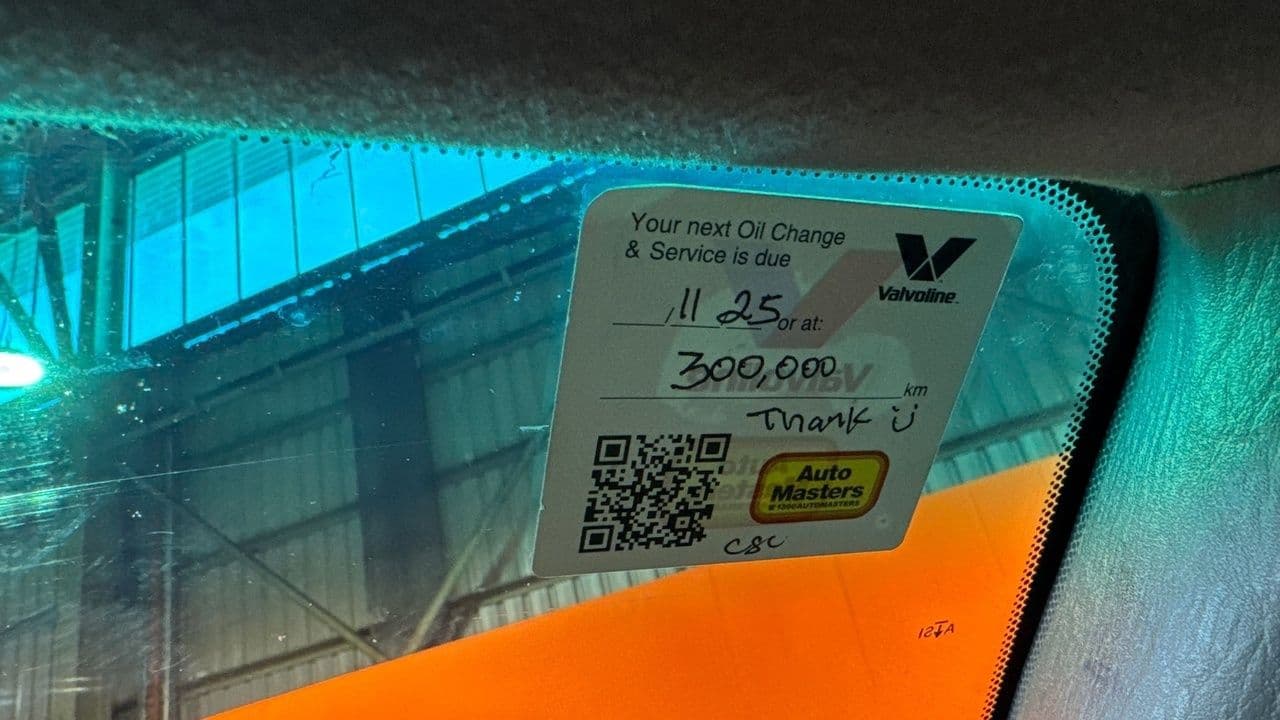 Your next Oil Change
& Service is due
Valvoline
, 11 25 or at:
300,000 km
Thank U
Auto
Masters
1300AUTOMASTERS
CSC